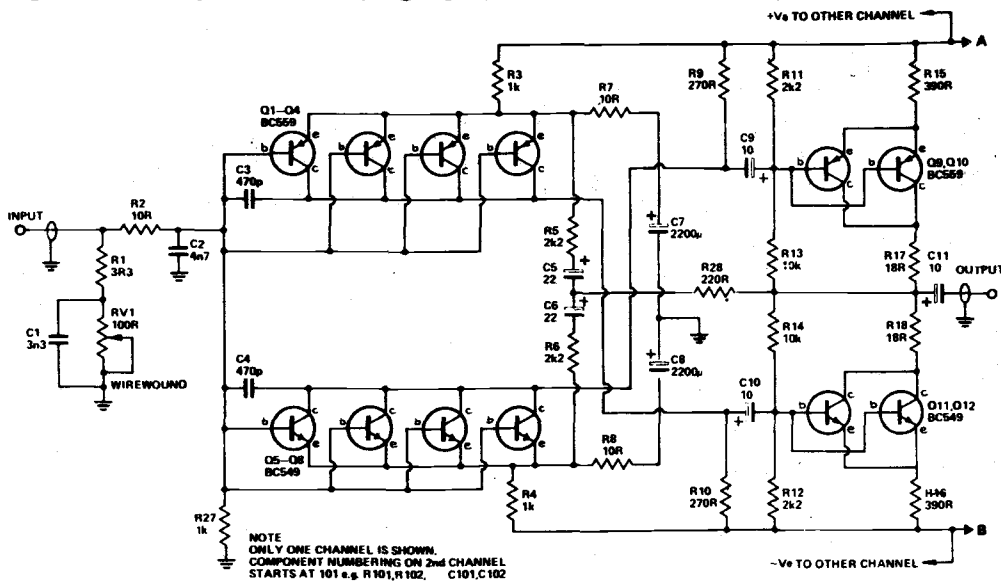 +Ve TO OTHER CHANNEL
A
R3
1k
R9
270R
R11
2k2
R15
390R
R7
10R
Q1–Q4
BC559
e
e
e
e
b
b
b
b
c
c
c
c
C3
470p
C9
10
+
e
e
b
b
c
c
Q9,Q10
BC559
INPUT
R2
10R
C2
4n7
R1
3R3
C1
3n3
RV1
100R
WIREWOUND
R5
2k2
+
C7
2200µ
C5
22
+
C6
22
+
R6
2k2
R28
220R
R13
10k
R17
18R
C11
10
+
OUTPUT
R14
10k
R18
18R
C4
470p
+
C8
2200µ
c
c
c
c
b
b
b
b
e
e
e
e
Q5–Q8
BC549
C10
10
+
c
c
b
b
e
e
Q11,Q12
BC549
R8
10R
R4
1k
R10
270R
R12
2k2
R16
390R
R27
1k
B
NOTE
ONLY ONE CHANNEL IS SHOWN.
COMPONENT NUMBERING ON 2nd CHANNEL
STARTS AT 101 e.g. R101,R102, C101,C102
–Ve TO OTHER CHANNEL